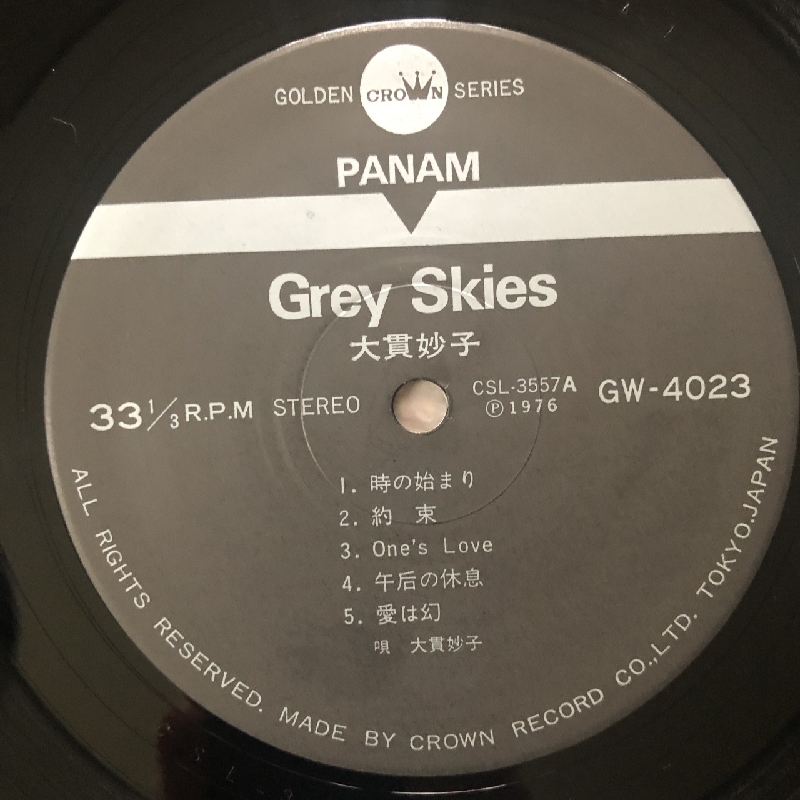 GOLDEN CROWN SERIES
PANAM
Grey Skies
大貫妙子
33 1/3 R.P.M STEREO
CSL-3557A
Ⓟ1976
GW-4023
1. 時の始まり
2. 約　束
3. One's Love
4. 午后の休息
5. 愛は幻
唄　大貫妙子
ALL RIGHTS RESERVED. MADE BY CROWN RECORD CO.,LTD. TOKYO.JAPAN